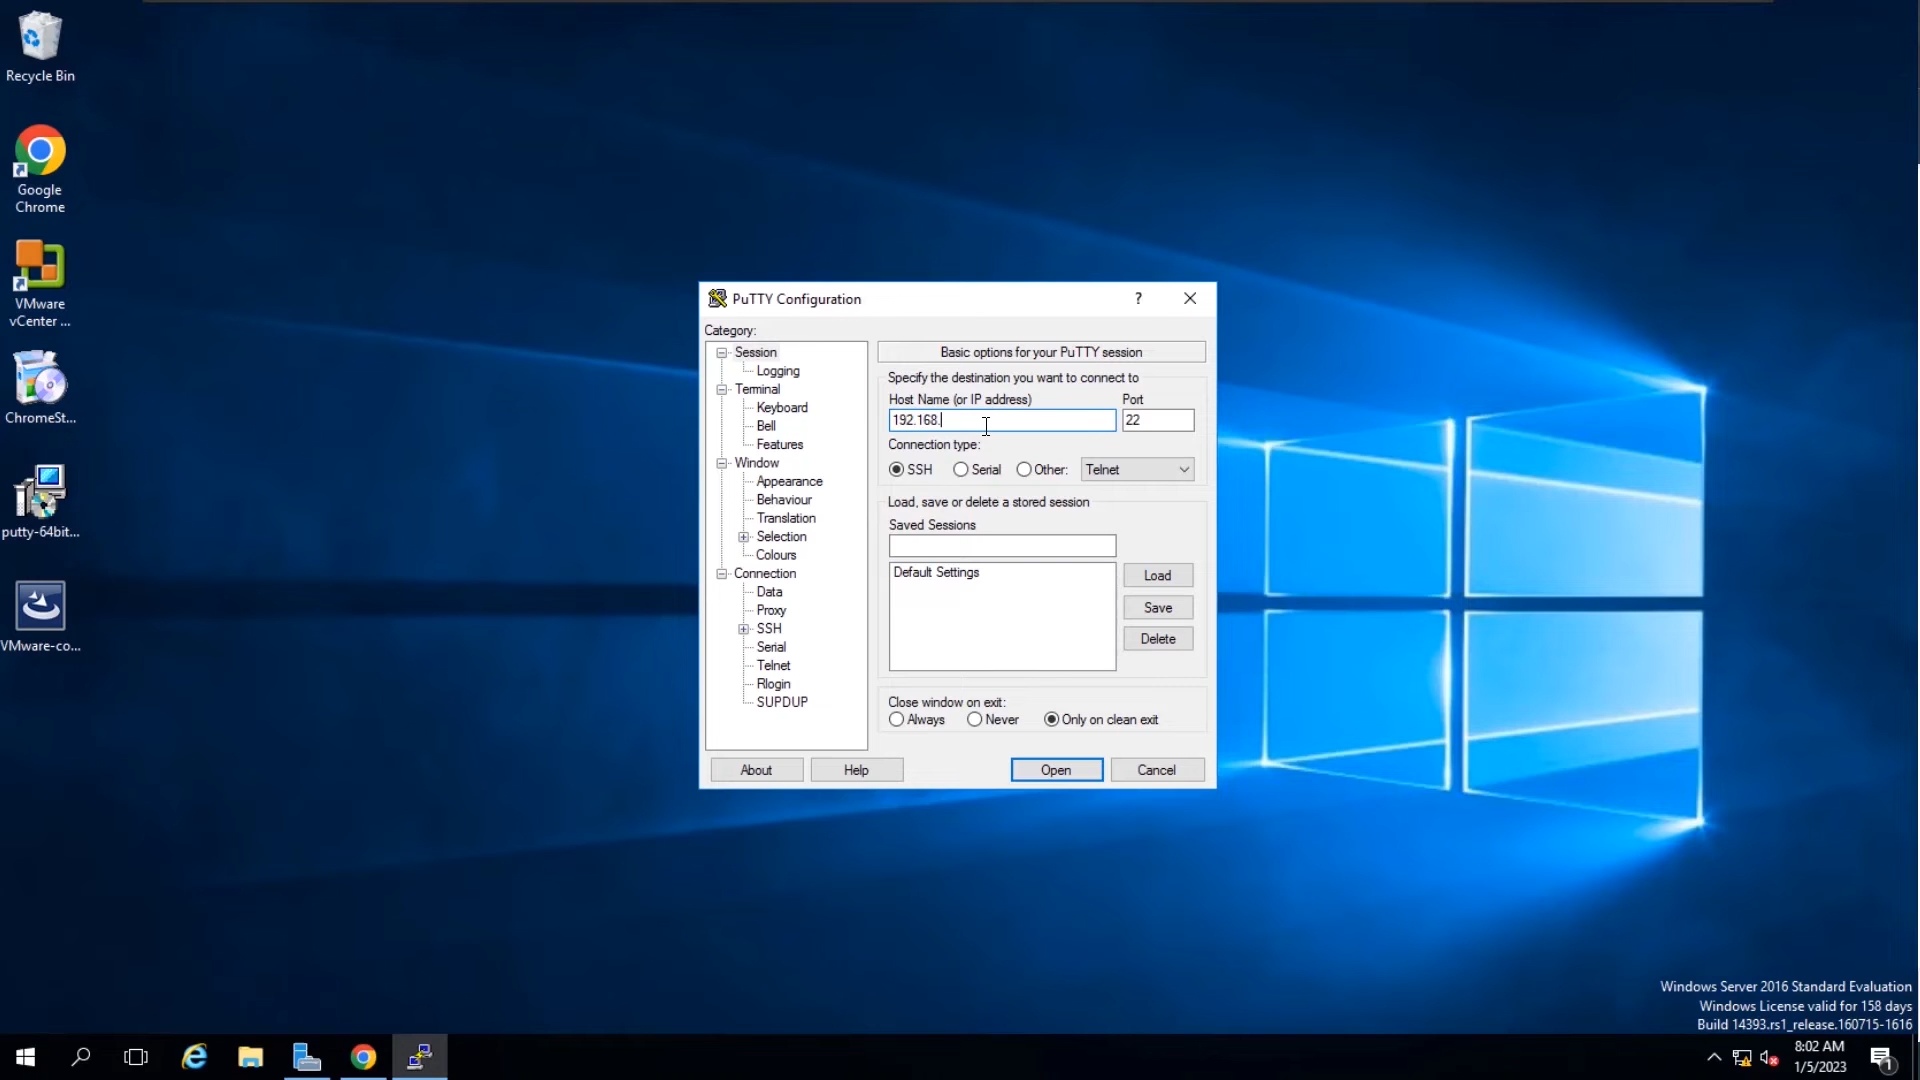 Recycle Bin
Google
Chrome
VMware
vCenter ...
ChromeSt...
putty-64bit...
VMware-co...
PuTTY Configuration
?
Category:
Session
Logging
Terminal
Keyboard
Bell
Features
Window
Appearance
Behaviour
Translation
Selection
Colours
Connection
Data
Proxy
SSH
Serial
Telnet
Rlogin
SUPDUP
Basic options for your PuTTY session
Specify the destination you want to connect to
Host Name (or IP address) Port
192.168. 22
Connection type:
SSH Serial Other: Telnet
Load, save or delete a stored session
Saved Sessions
Default Settings
Load
Save
Delete
Close window on exit:
Always Never Only on clean exit
About Help Open Cancel
Windows Server 2016 Standard Evaluation
Windows License valid for 158 days
Build 14393.rs1_release.160715-1616
8:02 AM
1/5/2023
1